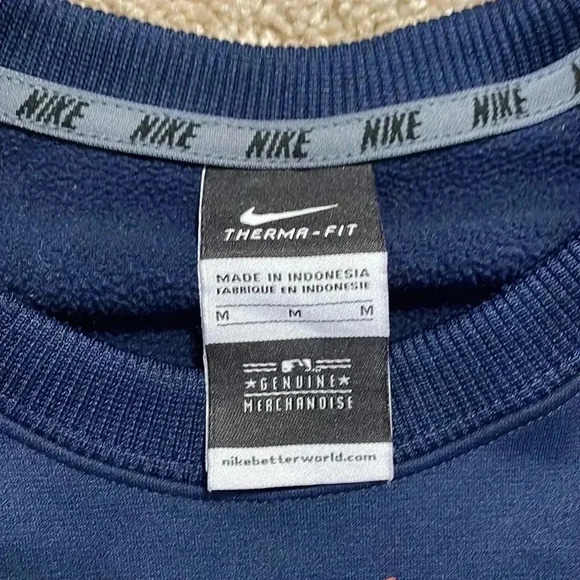 NIKE NIKE NIKE NIKE NIKE
THERMA-FIT
MADE IN INDONESIA
FABRIQUE EN INDONESIE
M M M
GENUINE
MERCHANDISE
nikebetterworld.com